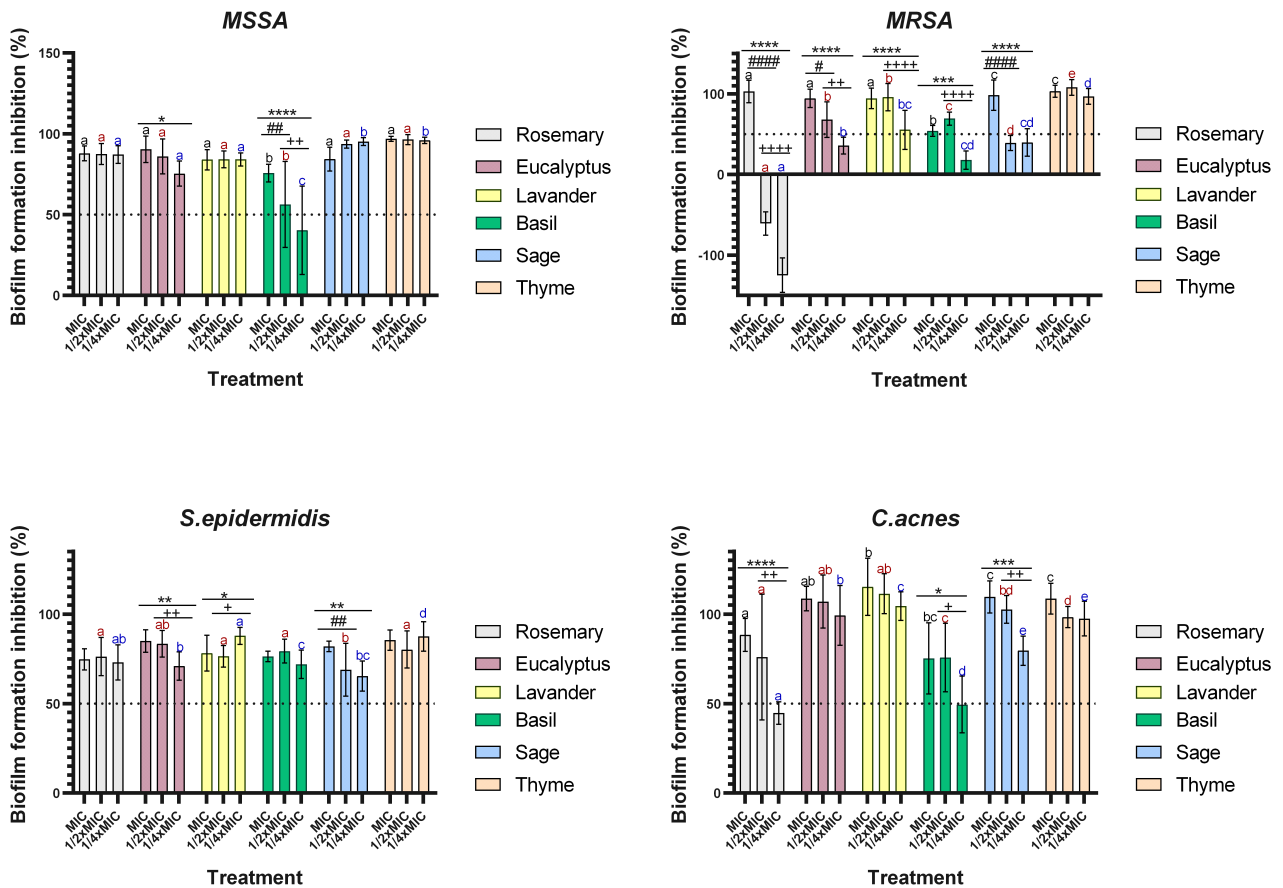 MSSA
Biofilm formation inhibition (%)
150
100
50
0
*
****
##
++
a a a a a a a a a b b c a a b a a b
MIC 1/2xMIC 1/4xMIC MIC 1/2xMIC 1/4xMIC MIC 1/2xMIC 1/4xMIC MIC 1/2xMIC 1/4xMIC MIC 1/2xMIC 1/4xMIC MIC 1/2xMIC 1/4xMIC
Treatment
Rosemary
Eucalyptus
Lavander
Basil
Sage
Thyme
MRSA
Biofilm formation inhibition (%)
100
0
-100
**** **** **** *** ****
#### # ++++ ++++ ####
++++ ++
a a a a b b a b bc b c cd c d cd c e d
MIC 1/2xMIC 1/4xMIC MIC 1/2xMIC 1/4xMIC MIC 1/2xMIC 1/4xMIC MIC 1/2xMIC 1/4xMIC MIC 1/2xMIC 1/4xMIC MIC 1/2xMIC 1/4xMIC
Treatment
Rosemary
Eucalyptus
Lavander
Basil
Sage
Thyme
S.epidermidis
Biofilm formation inhibition (%)
100
50
0
** * **
++ + ##
a ab ab b a a a c b bc a d
MIC 1/2xMIC 1/4xMIC MIC 1/2xMIC 1/4xMIC MIC 1/2xMIC 1/4xMIC MIC 1/2xMIC 1/4xMIC MIC 1/2xMIC 1/4xMIC MIC 1/2xMIC 1/4xMIC
Treatment
Rosemary
Eucalyptus
Lavander
Basil
Sage
Thyme
C.acnes
Biofilm formation inhibition (%)
100
50
0
**** * ***
++ + ++
a a a ab ab b b ab c bc c d c bd e c d e
MIC 1/2xMIC 1/4xMIC MIC 1/2xMIC 1/4xMIC MIC 1/2xMIC 1/4xMIC MIC 1/2xMIC 1/4xMIC MIC 1/2xMIC 1/4xMIC MIC 1/2xMIC 1/4xMIC
Treatment
Rosemary
Eucalyptus
Lavander
Basil
Sage
Thyme